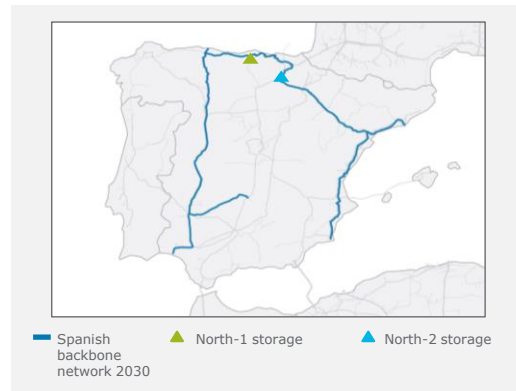 Spanish
backbone
network 2030
North-1 storage
North-2 storage